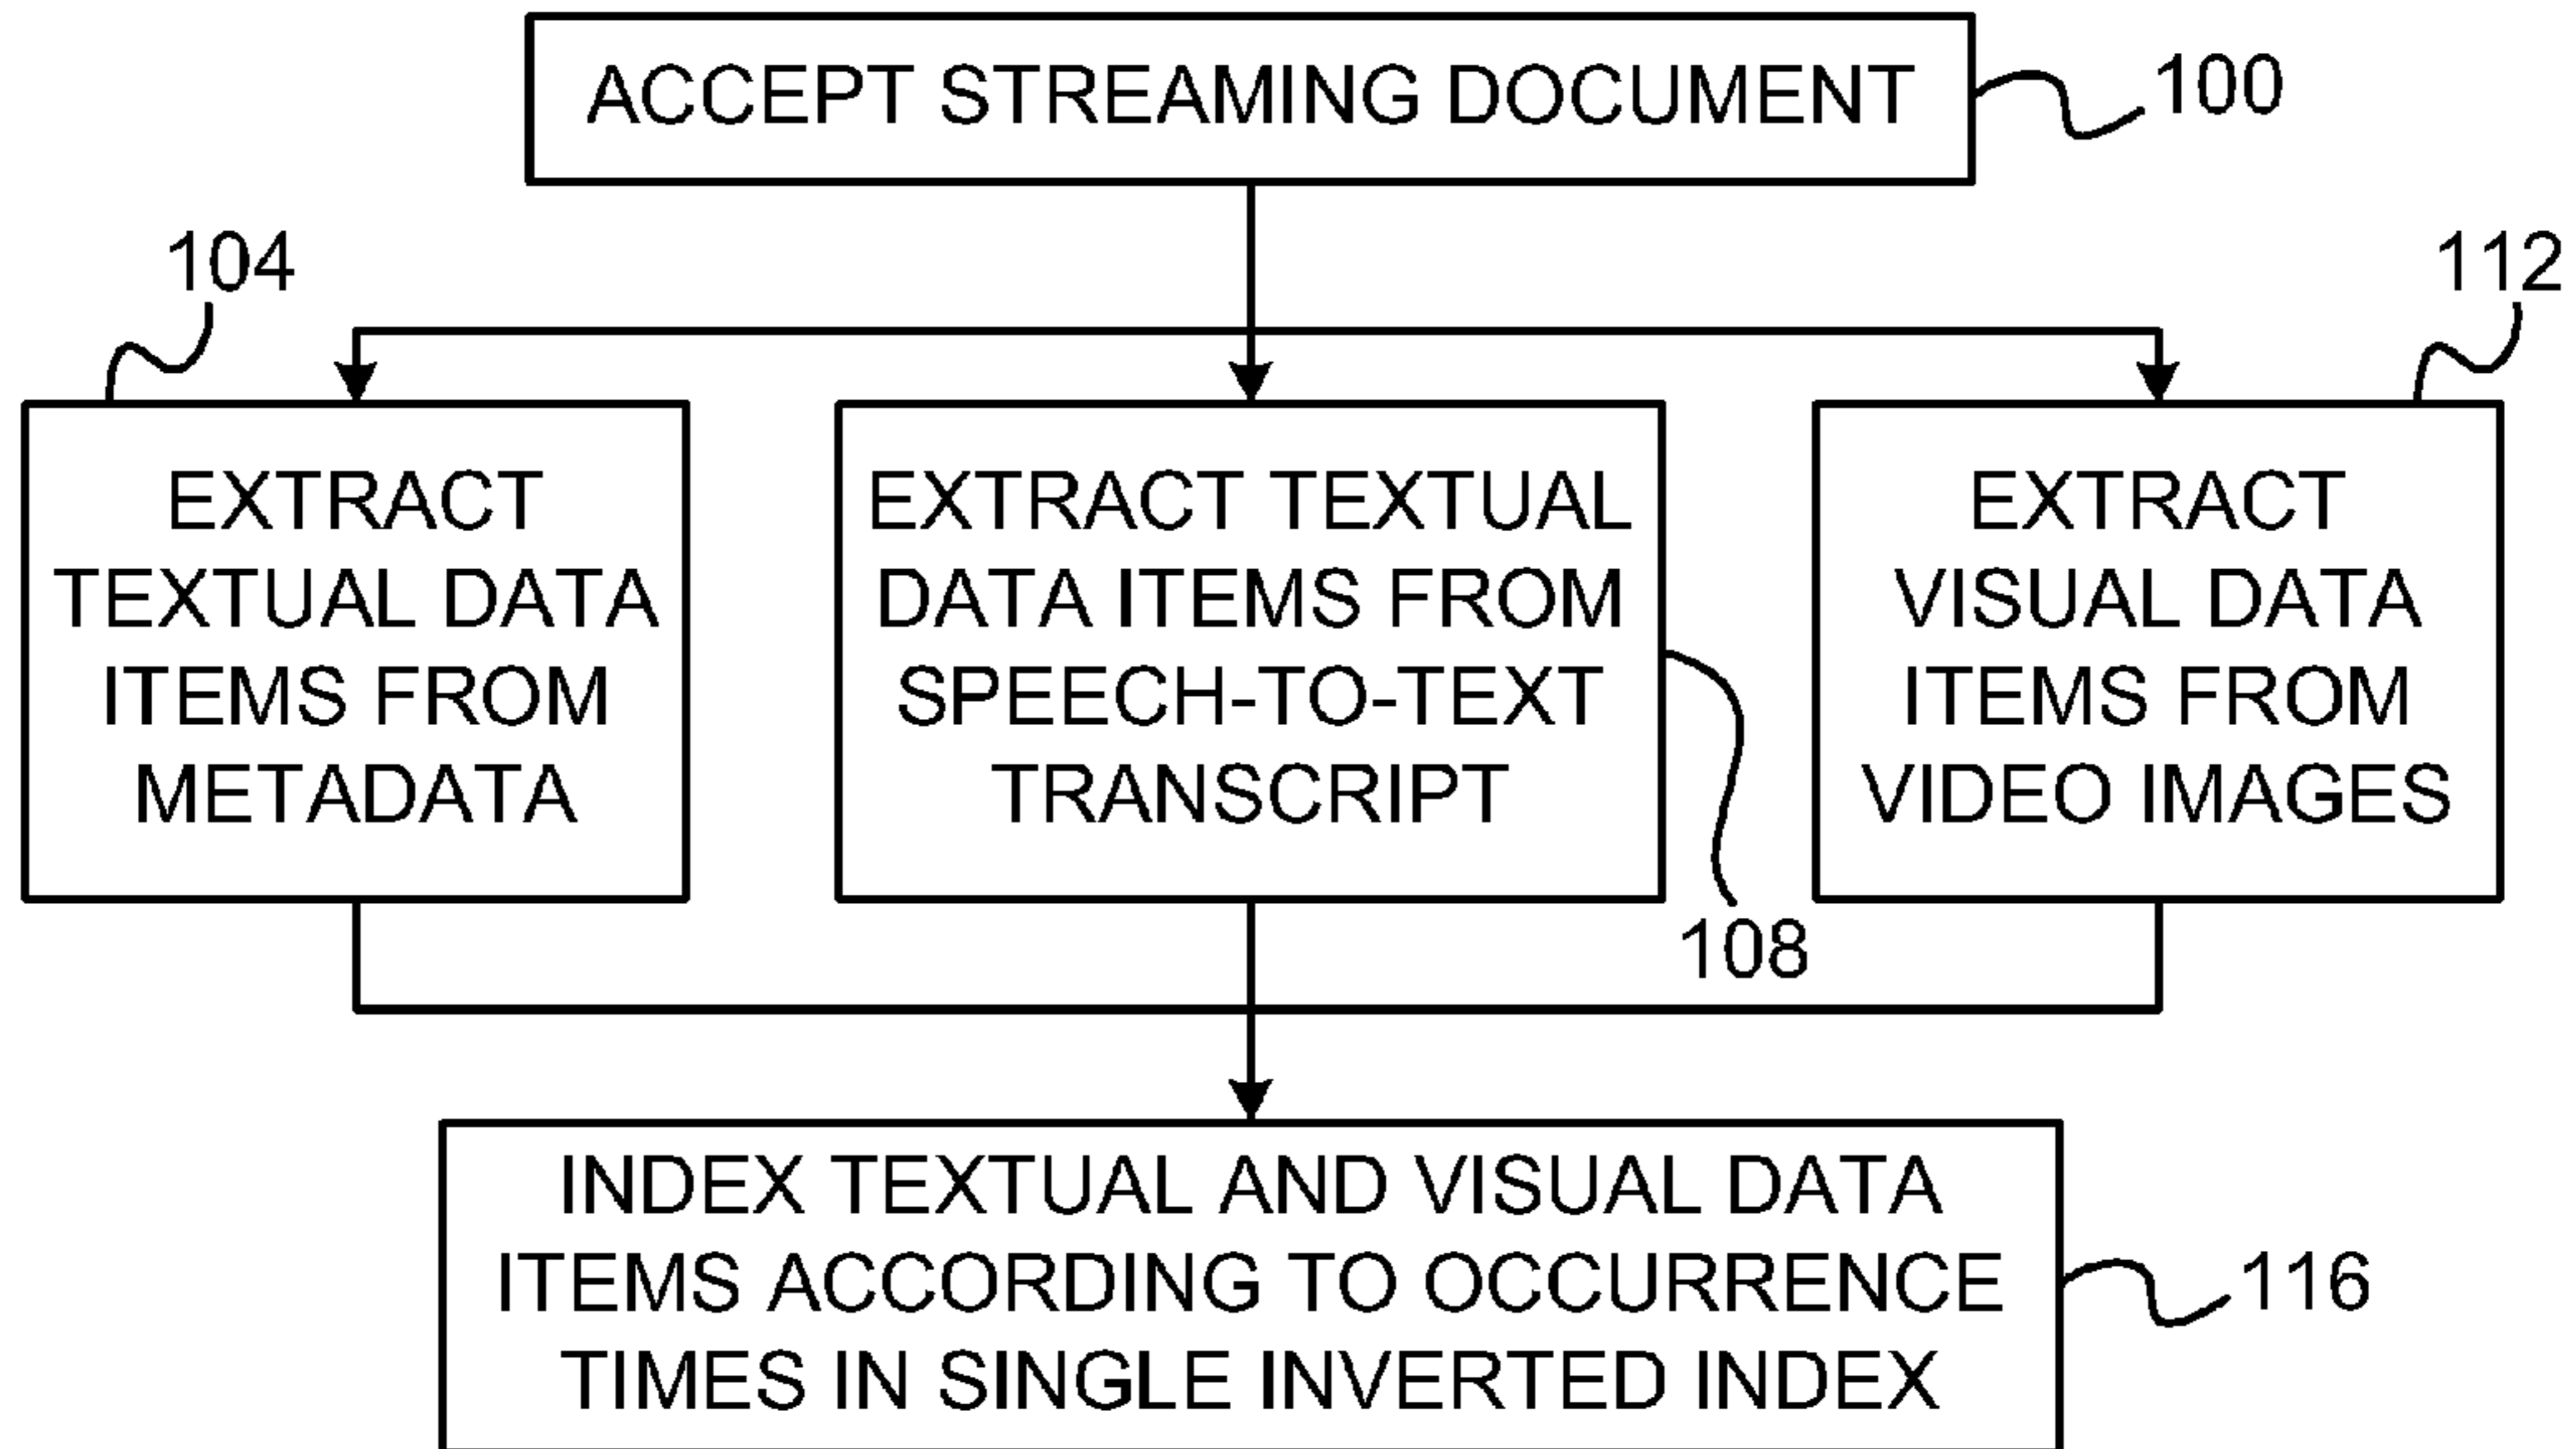 ACCEPT STREAMING DOCUMENT
100
104
112
EXTRACT
TEXTUAL DATA
ITEMS FROM
METADATA
EXTRACT TEXTUAL
DATA ITEMS FROM
SPEECH-TO-TEXT
TRANSCRIPT
108
EXTRACT
VISUAL DATA
ITEMS FROM
VIDEO IMAGES
INDEX TEXTUAL AND VISUAL DATA
ITEMS ACCORDING TO OCCURRENCE
TIMES IN SINGLE INVERTED INDEX
116